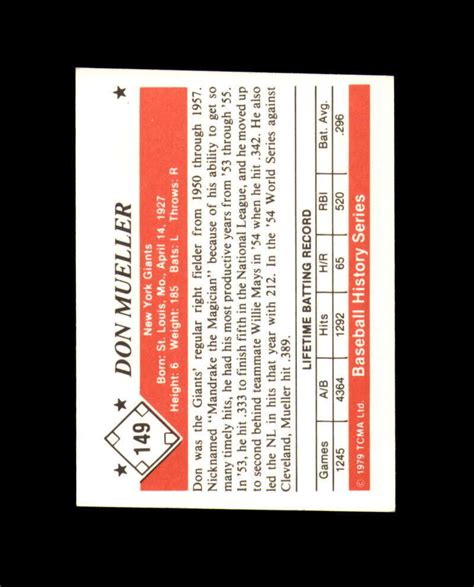 149
★ DON MUELLER ★
New York Giants
Born: St. Louis, Mo., April 14, 1927
Height: 6 Weight: 185 Bats: L Throws: R
Don was the Giants' regular right fielder from 1950 through 1957.
Nicknamed "Mandrake the Magician" because of his ability to get so
many timely hits, he had his most productive years from '53 through '55.
In '53, he hit .333 to finish fifth in the National League, and he moved up
to second behind teammate Willie Mays in '54 when he hit .342. He also
led the NL in hits that year with 212. In the '54 World Series against
Cleveland, Mueller hit .389.
LIFETIME BATTING RECORD
Games A/B Hits H/R RBI Bat. Avg.
1245 4364 1292 65 520 .296
© 1979 TCMA Ltd. Baseball History Series